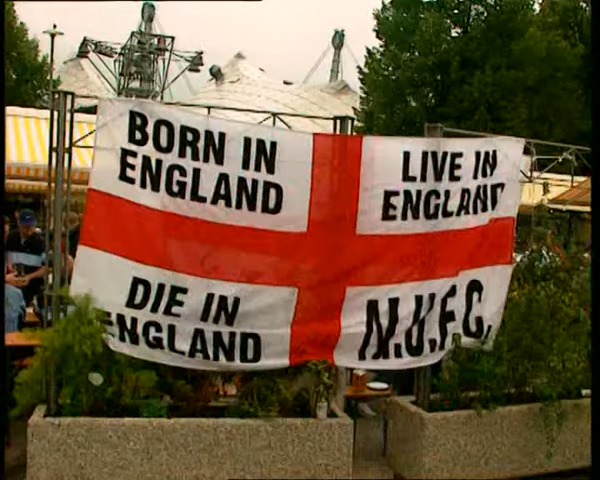 BORN IN
ENGLAND
LIVE IN
ENGLAND
DIE IN
ENGLAND
N.U.F.C.